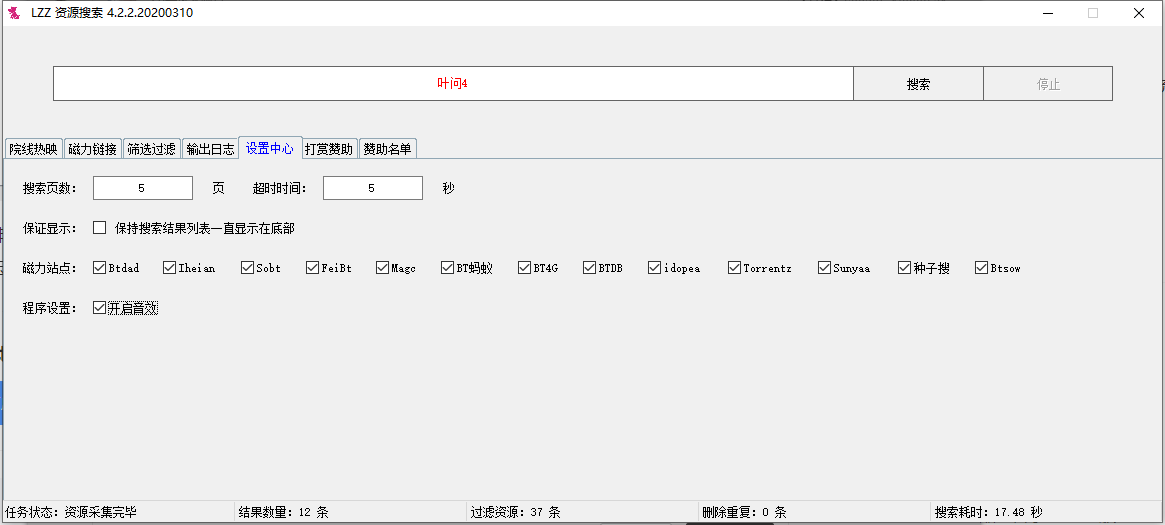 LZZ 资源搜索 4.2.2.20200310
叶问4 搜索 停止
院线热映 磁力链接 筛选过滤 输出日志 设置中心 打赏赞助 赞助名单
搜索页数： 5 页 超时时间： 5 秒
保证显示： 保持搜索结果列表一直显示在底部
磁力站点： Btdad Iheian Sobt FeiBt Magc BT蚂蚁 BT4G BTDB idopea Torrentz Sunyaa 种子搜 Btsow
程序设置： 开启音效
任务状态：资源采集完毕 结果数量：12 条 过滤资源：37 条 删除重复：0 条 搜索耗时：17.48 秒